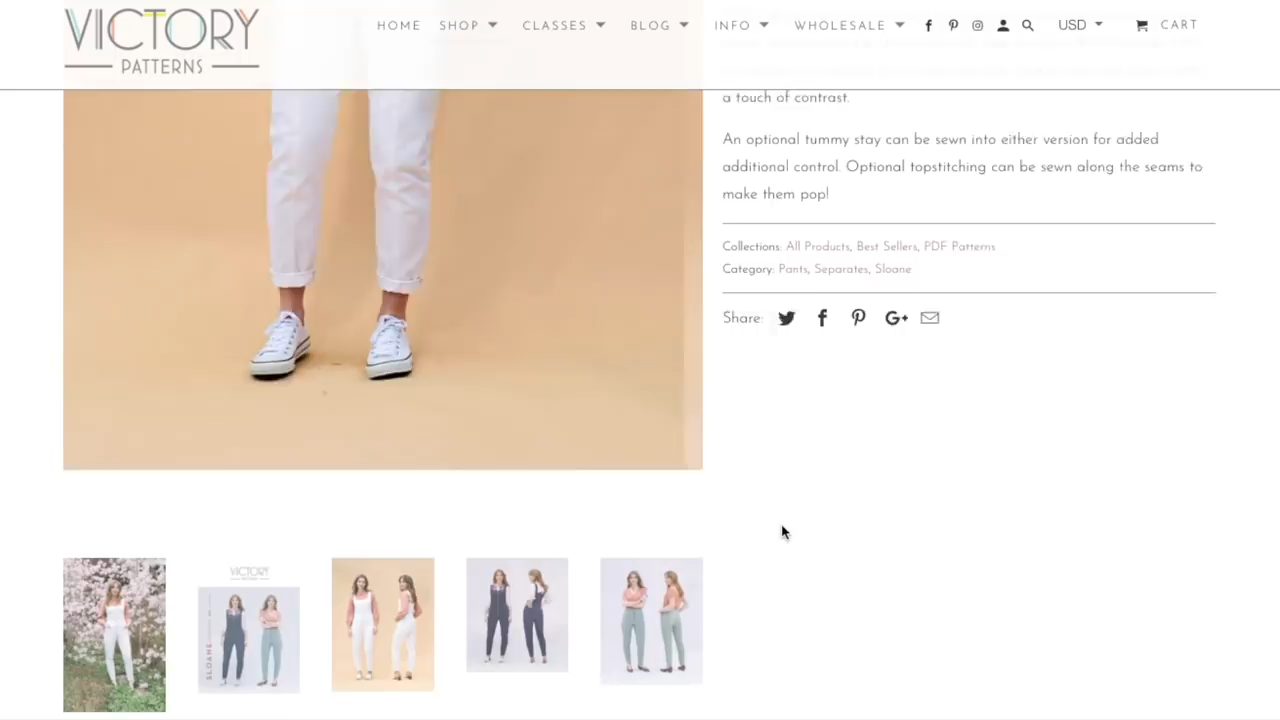 VICTORY
PATTERNS
HOME SHOP CLASSES BLOG INFO WHOLESALE USD CART
a touch of contrast.
An optional tummy stay can be sewn into either version for added
additional control. Optional topstitching can be sewn along the seams to
make them pop!
Collections: All Products, Best Sellers, PDF Patterns
Category: Pants, Separates, Sloane
Share: G+
VICTORY
PATTERNS
SLOANE